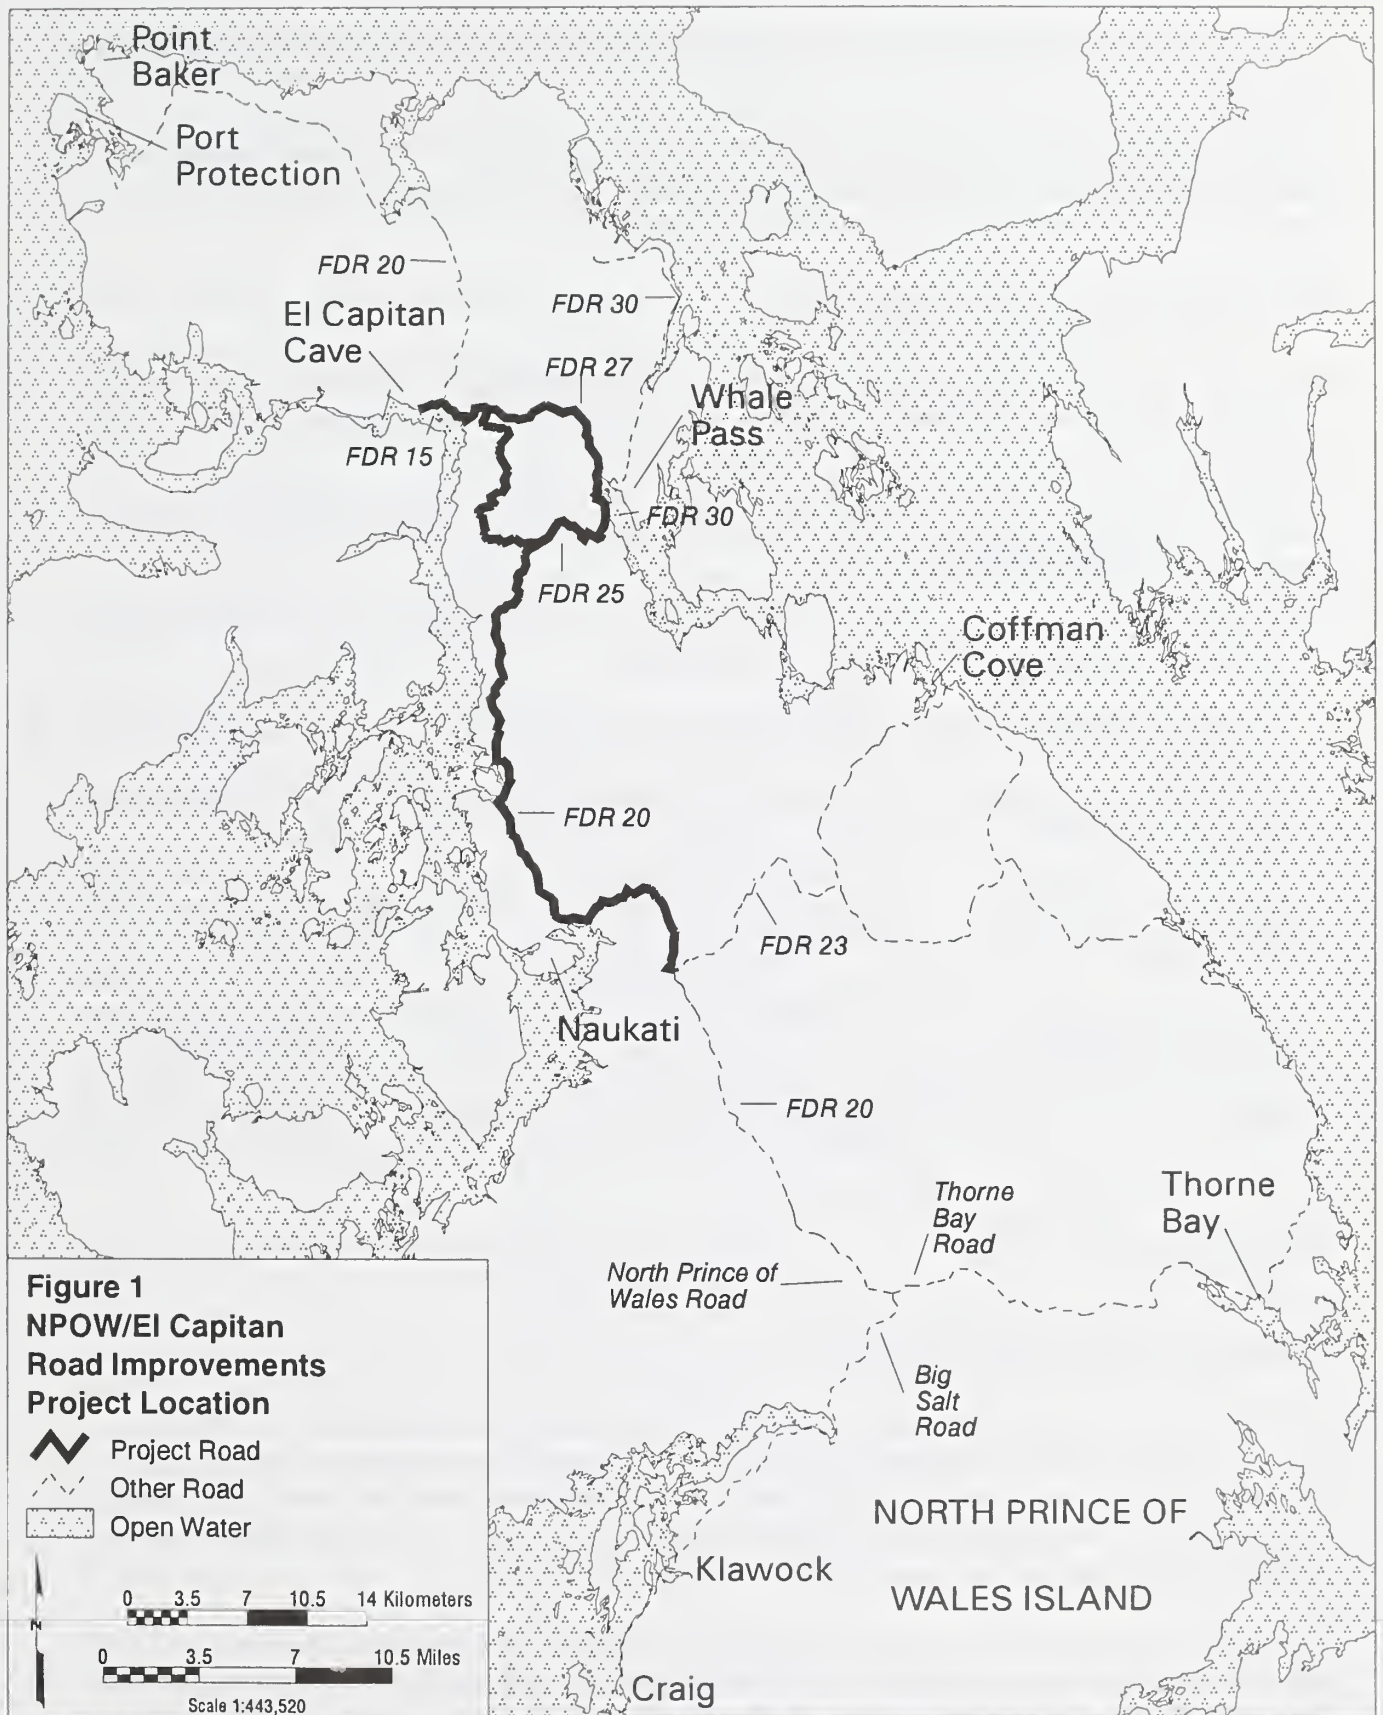 Point
Baker
Port
Protection
FDR 20
El Capitan
Cave
FDR 30
FDR 27
Whale
Pass
FDR 15
FDR 30
FDR 25
Coffman
Cove
FDR 20
FDR 23
Naukati
FDR 20
Thorne
Bay
Road
Thorne
Bay
North Prince of
Wales Road
Big
Salt
Road
NORTH PRINCE OF
WALES ISLAND
Klawock
Craig
Figure 1
NPOW/El Capitan
Road Improvements
Project Location
Project Road
Other Road
Open Water
N
0 3.5 7 10.5 14 Kilometers
0 3.5 7 10.5 Miles
Scale 1:443,520